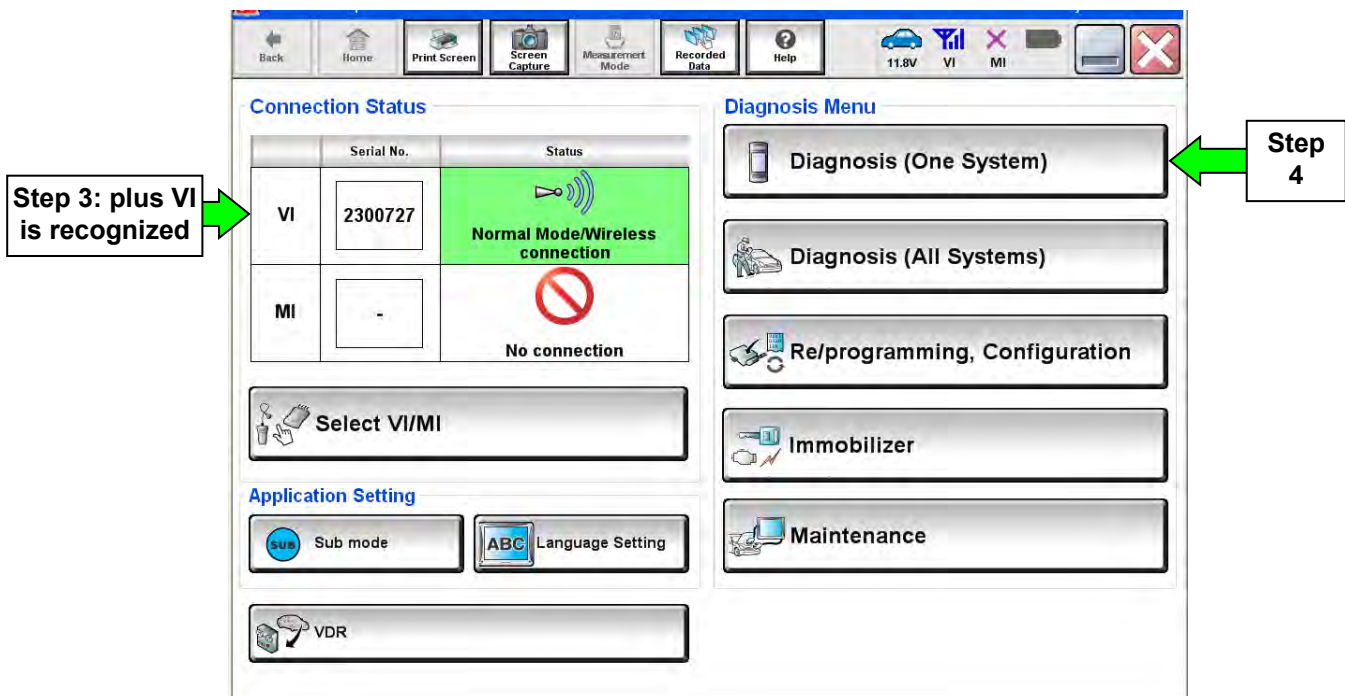 Back
Home
Print Screen
Screen
Capture
Measurement
Mode
Recorded
Data
Help
11.8V
VI
MI
Connection Status
Serial No.
Status
VI
2300727
Normal Mode/Wireless
connection
MI
-
No connection
Select VI/MI
Application Setting
SUB
Sub mode
ABC
Language Setting
VDR
Diagnosis Menu
Diagnosis (One System)
Diagnosis (All Systems)
Re/programming, Configuration
Immobilizer
Maintenance
Step 3: plus VI
is recognized
Step
4